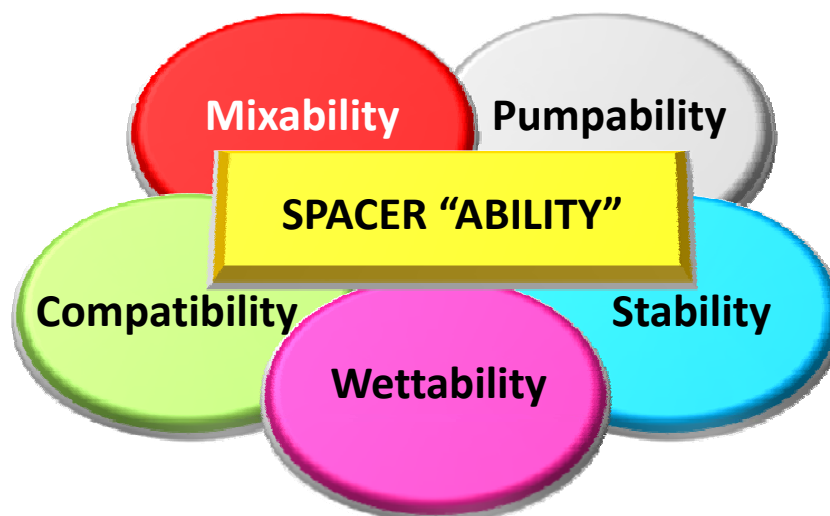 Mixability
Pumpability
SPACER “ABILITY”
Compatibility
Stability
Wettability